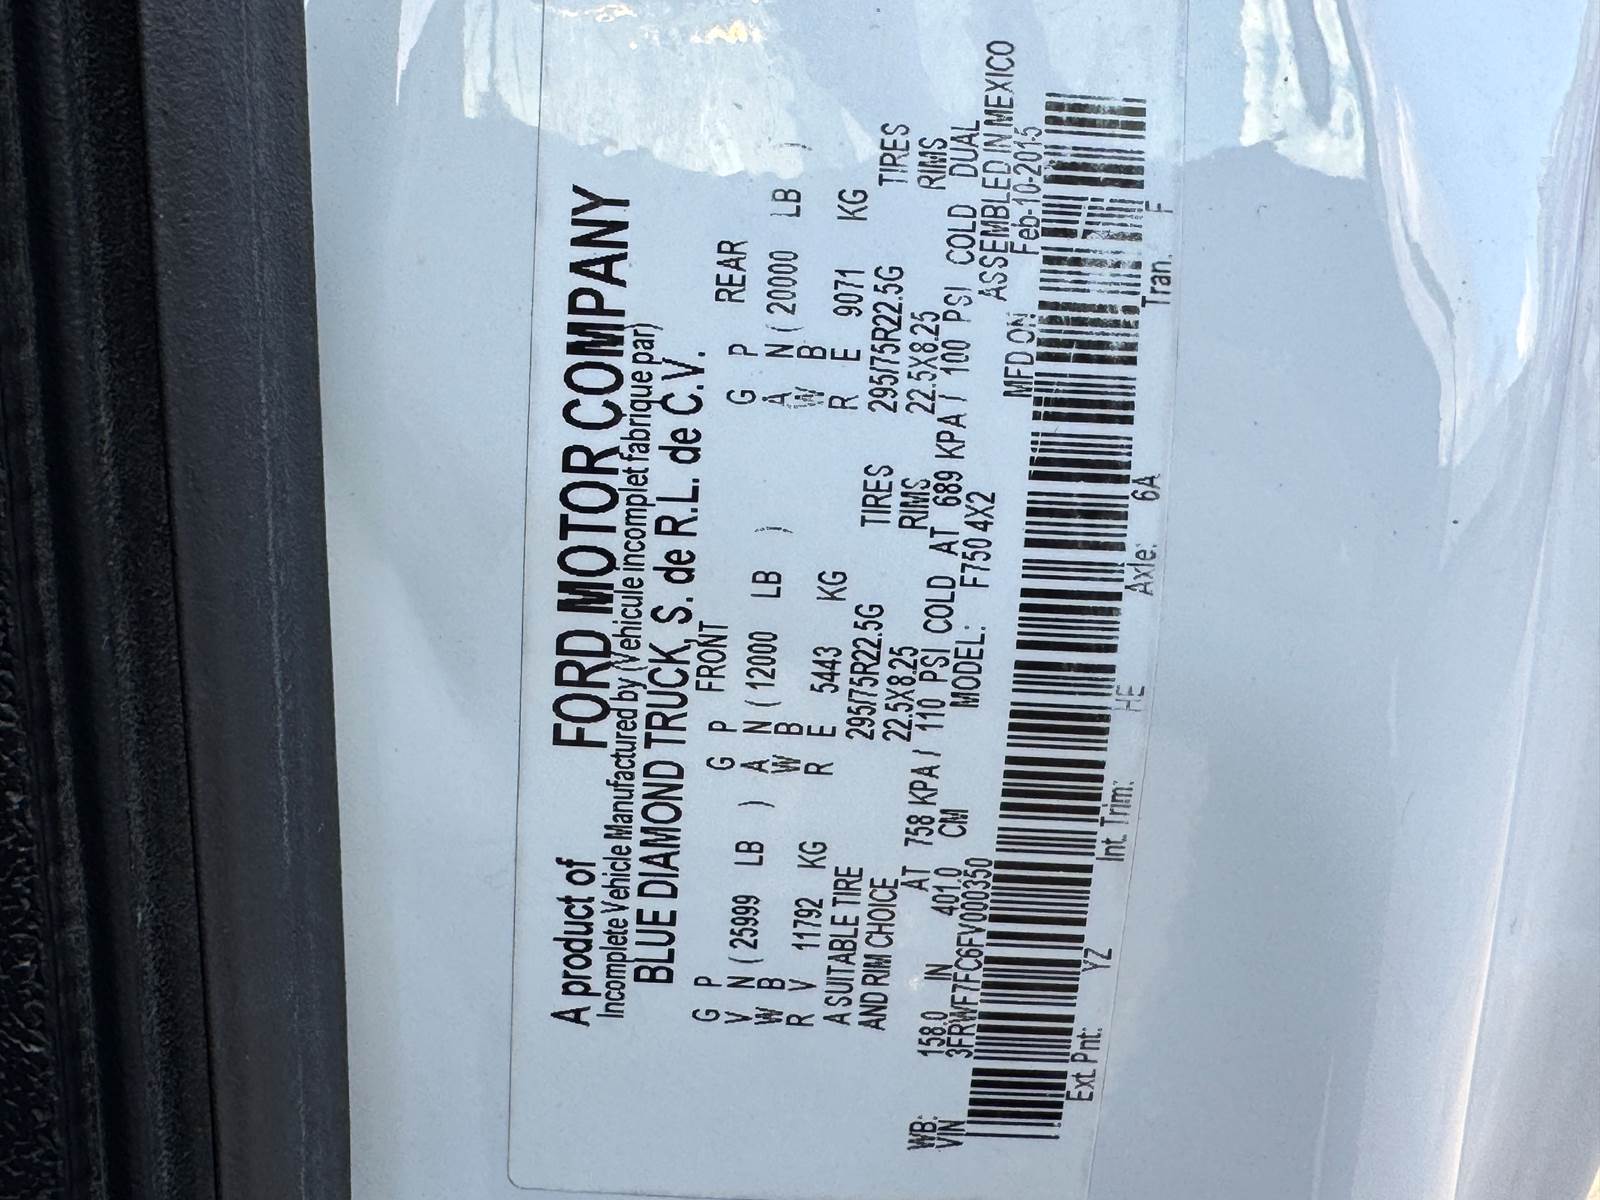 A product of FORD MOTOR COMPANY
Incomplete Vehicle Manufactured by (Vehicule incomplet fabrique par)
BLUE DIAMOND TRUCK, S. de R.L. de C.V.
G P G P FRONT G P REAR
V N ( 25999 LB ) A N ( 12000 LB ) A N ( 20000 LB )
W B W B W B
R V 11792 KG R E 5443 KG R E 9071 KG
A SUITABLE TIRE 295/75R22.5G TIRES 295/75R22.5G TIRES
AND RIM CHOICE 22.5X8.25 RIMS 22.5X8.25 RIMS
AT 758 KPA / 110 PSI COLD AT 689 KPA / 100 PSI COLD DUAL
WB: 158.0 IN 401.0 CM MODEL: F750 4X2 ASSEMBLED IN MEXICO
VIN 3FRWF7FC6FV000350 MFD ON Feb-10-2015
Ext. Pnt: YZ Int. Trim: HE Axle: 6A Tran. F